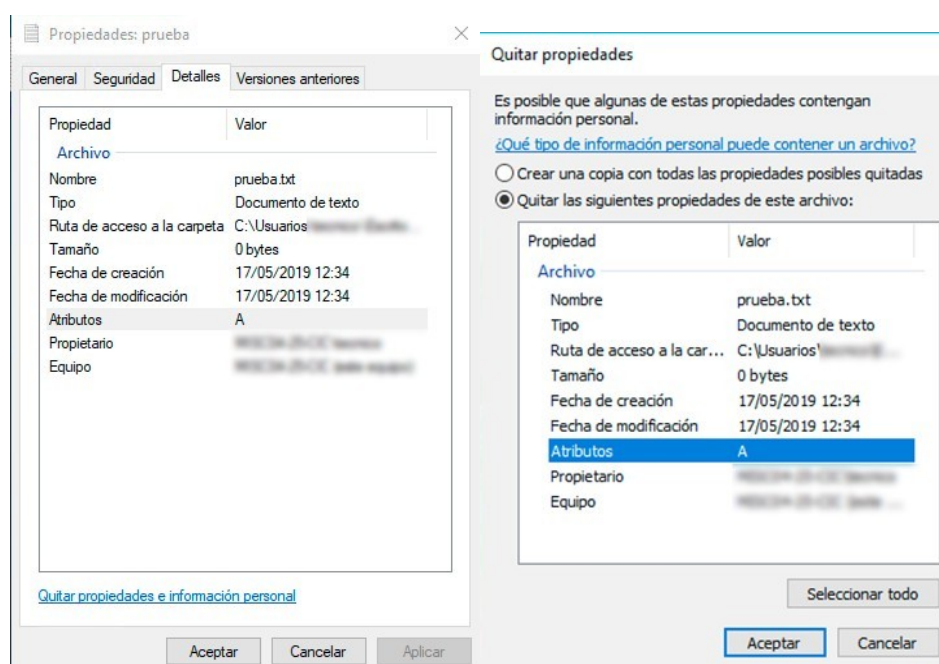 Propiedades: prueba
General Seguridad Detalles Versiones anteriores
Propiedad Valor
Archivo
Nombre prueba.txt
Tipo Documento de texto
Ruta de acceso a la carpeta C:\Usuarios
Tamaño 0 bytes
Fecha de creación 17/05/2019 12:34
Fecha de modificación 17/05/2019 12:34
Atributos A
Propietario
Equipo
Quitar propiedades e información personal
Aceptar Cancelar Aplicar
Quitar propiedades
Es posible que algunas de estas propiedades contengan
información personal.
¿Qué tipo de información personal puede contener un archivo?
Crear una copia con todas las propiedades posibles quitadas
Quitar las siguientes propiedades de este archivo:
Propiedad Valor
Archivo
Nombre prueba.txt
Tipo Documento de texto
Ruta de acceso a la car... C:\Usuarios\
Tamaño 0 bytes
Fecha de creación 17/05/2019 12:34
Fecha de modificación 17/05/2019 12:34
Atributos A
Propietario
Equipo
Seleccionar todo
Aceptar Cancelar